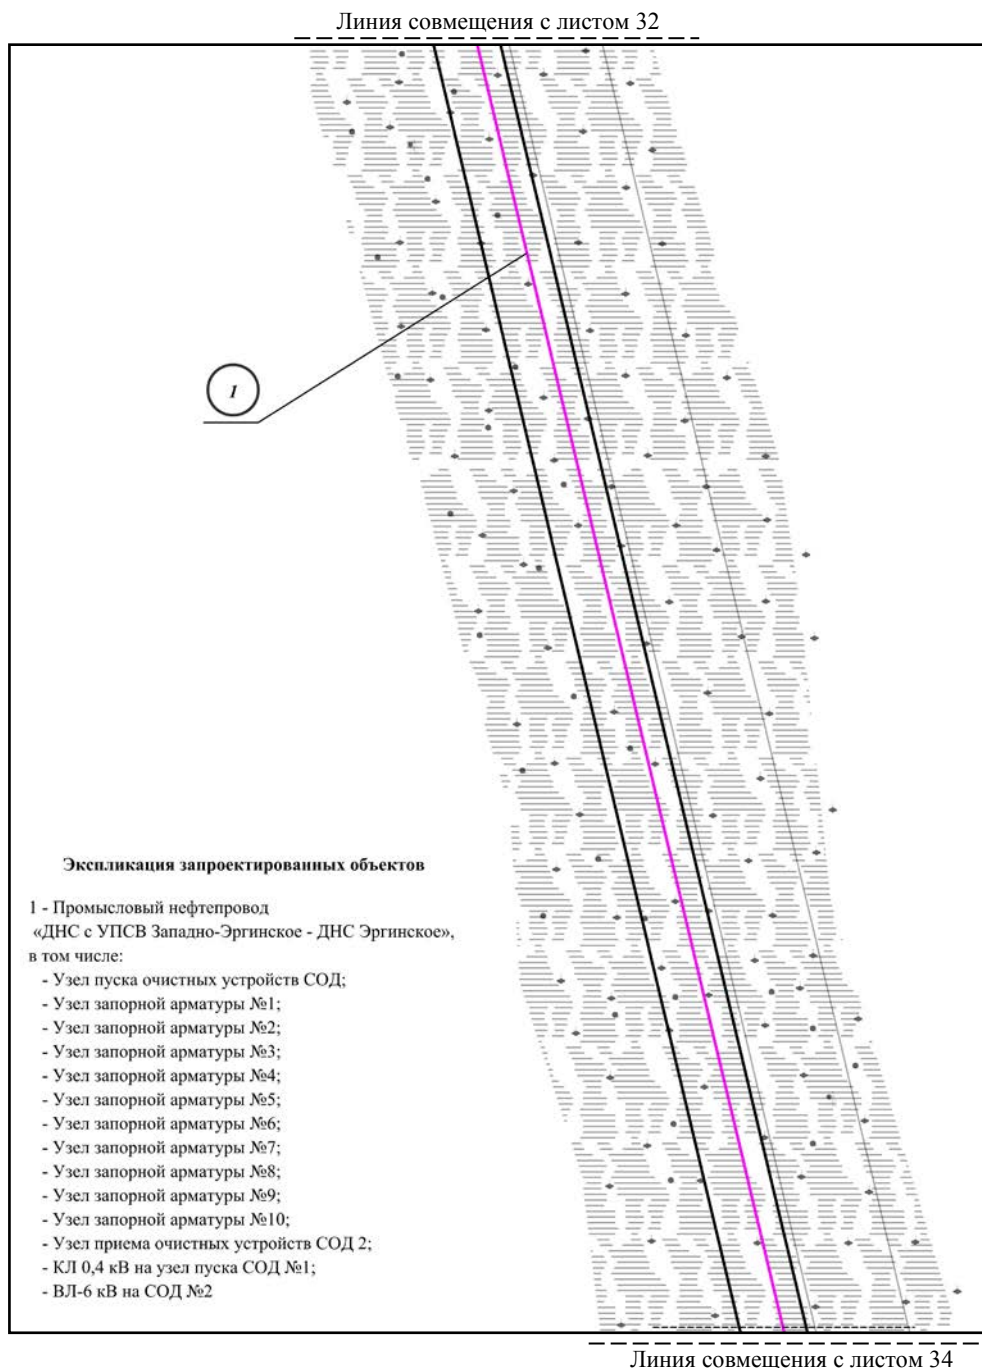 Линия совмещения с листом 32
1
Экспликация запроектированных объектов
1 - Промысловый нефтепровод
«ДНС с УПСВ Западно-Эргинское - ДНС Эргинское»,
в том числе:
- Узел пуска очистных устройств СОД;
- Узел запорной арматуры №1;
- Узел запорной арматуры №2;
- Узел запорной арматуры №3;
- Узел запорной арматуры №4;
- Узел запорной арматуры №5;
- Узел запорной арматуры №6;
- Узел запорной арматуры №7;
- Узел запорной арматуры №8;
- Узел запорной арматуры №9;
- Узел запорной арматуры №10;
- Узел приема очистных устройств СОД 2;
- КЛ 0,4 кВ на узел пуска СОД №1;
- ВЛ-6 кВ на СОД №2
Линия совмещения с листом 34